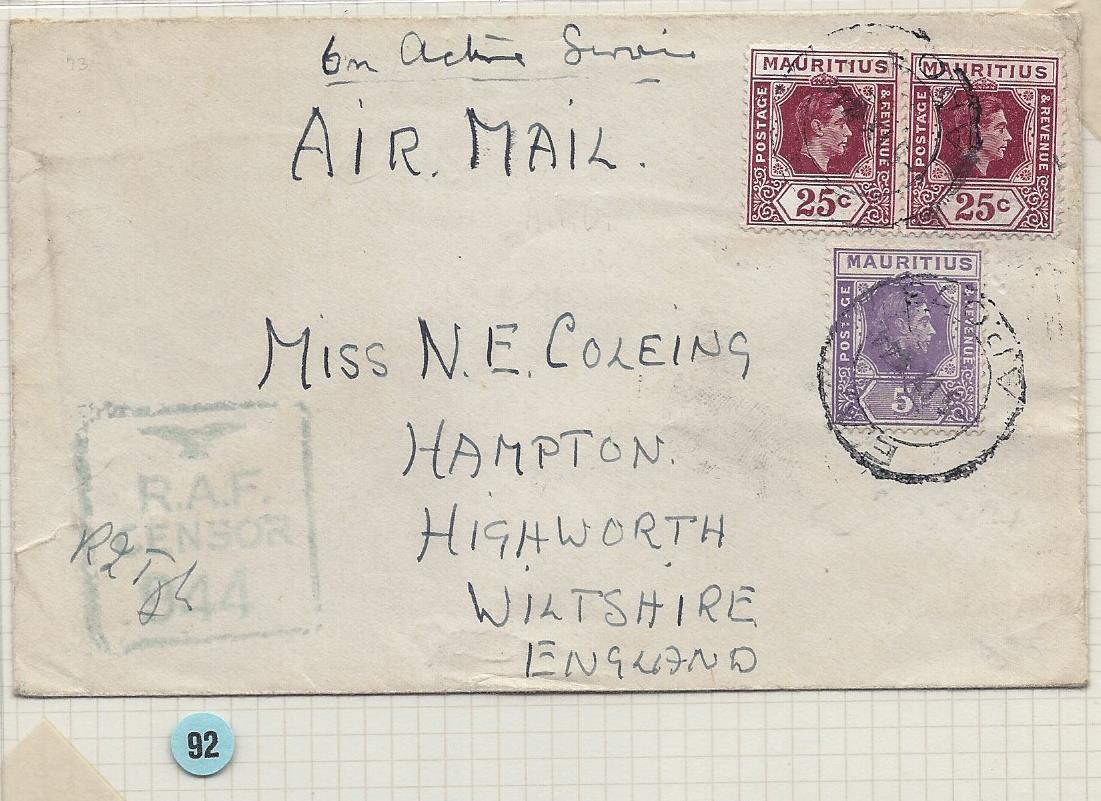 On Active Service
AIR. MAIL.
MAURITIUS
POSTAGE & REVENUE
25c
MAURITIUS
POSTAGE & REVENUE
25c
MAURITIUS
POSTAGE & REVENUE
5
MISS N.E. COLEING
HAMPTON.
HIGHWORTH
WILTSHIRE
ENGLAND
R.A.F.
CENSOR
92